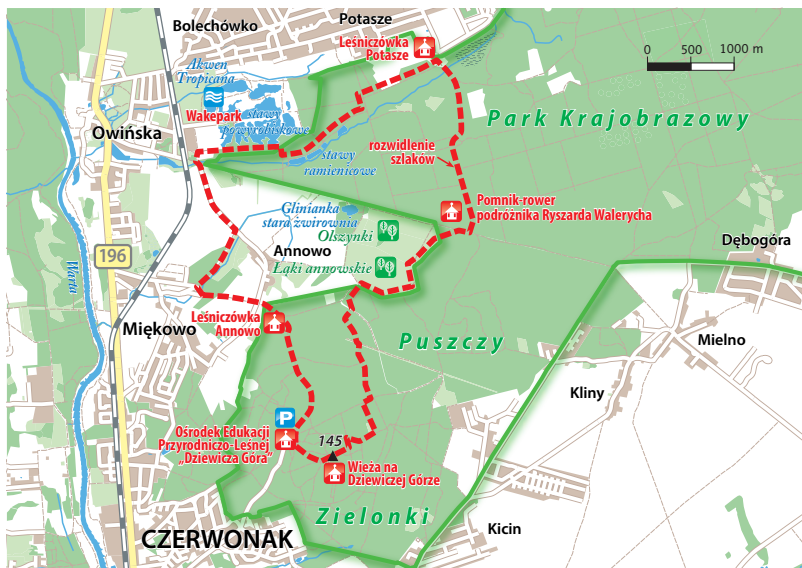 Bolechówko
Potasze
Leśniczówka
Potasze
0 500 1000 m
Akwen
Tropicana
Wakepark
stawy
powyrobiskowe
Owińska
Park Krajobrazowy
rozwidlenie
szlaków
stawy
ramienicowe
Pomnik-rower
podróżnika Ryszarda Walerycha
Glinianka
stara żwirownia
Olszynki
Annowo
Łąki annowskie
Dębogóra
196
Warta
Leśniczówka
Annowo
Miękowo
Puszczy
Mielno
Kliny
P
Ośrodek Edukacji
Przyrodniczo-Leśnej
„Dziewicza Góra”
145
Wieża na
Dziewiczej Górze
Zielonki
Kicin
CZERWONAK